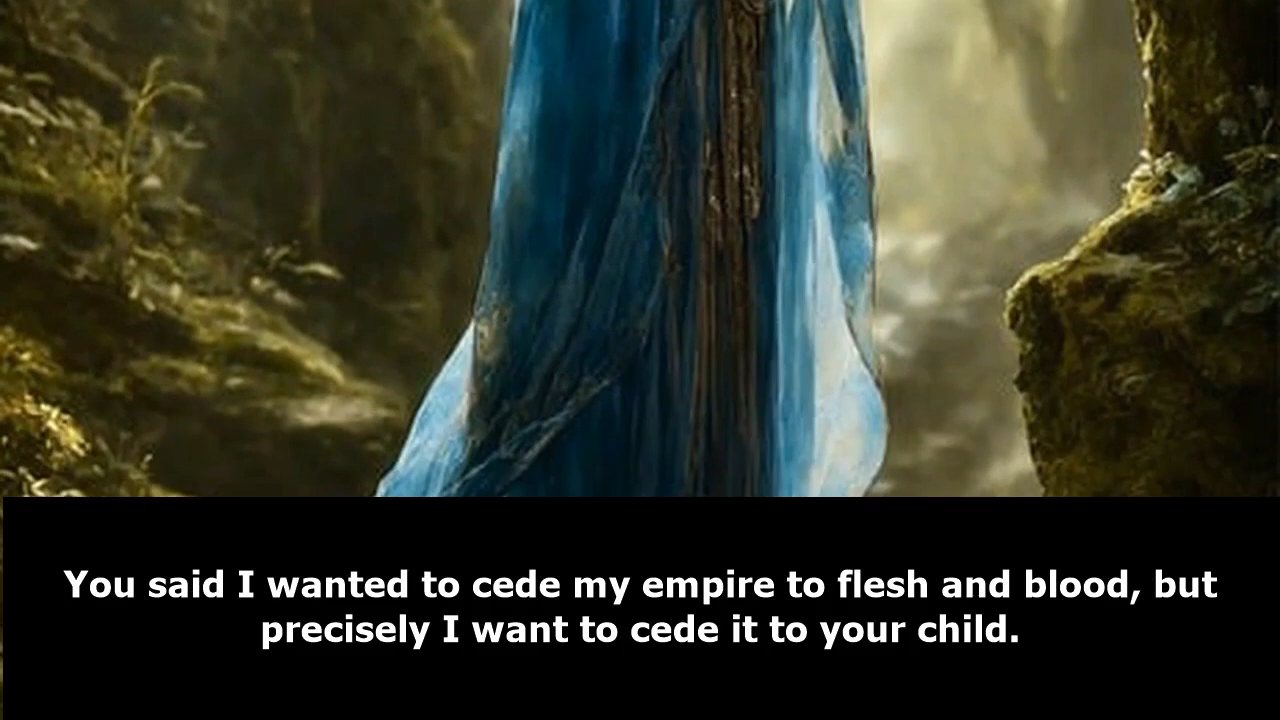 You said I wanted to cede my empire to flesh and blood, but
precisely I want to cede it to your child.